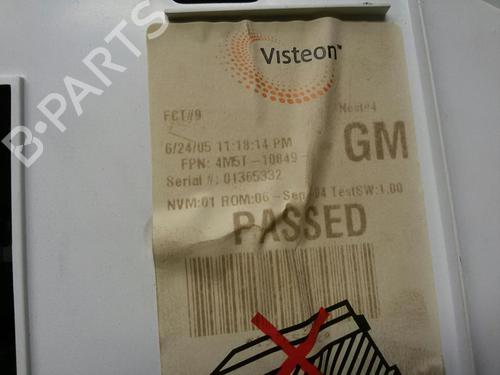 B-PARTS
Visteon™
FCT#9
Nest#4
6/24/05 11:18:14 PM
FPN: 4M5T-10849-
GM
Serial #: 01365332
NVM:01 ROM:06 -Sep-04 TestSW:1.00
PASSED